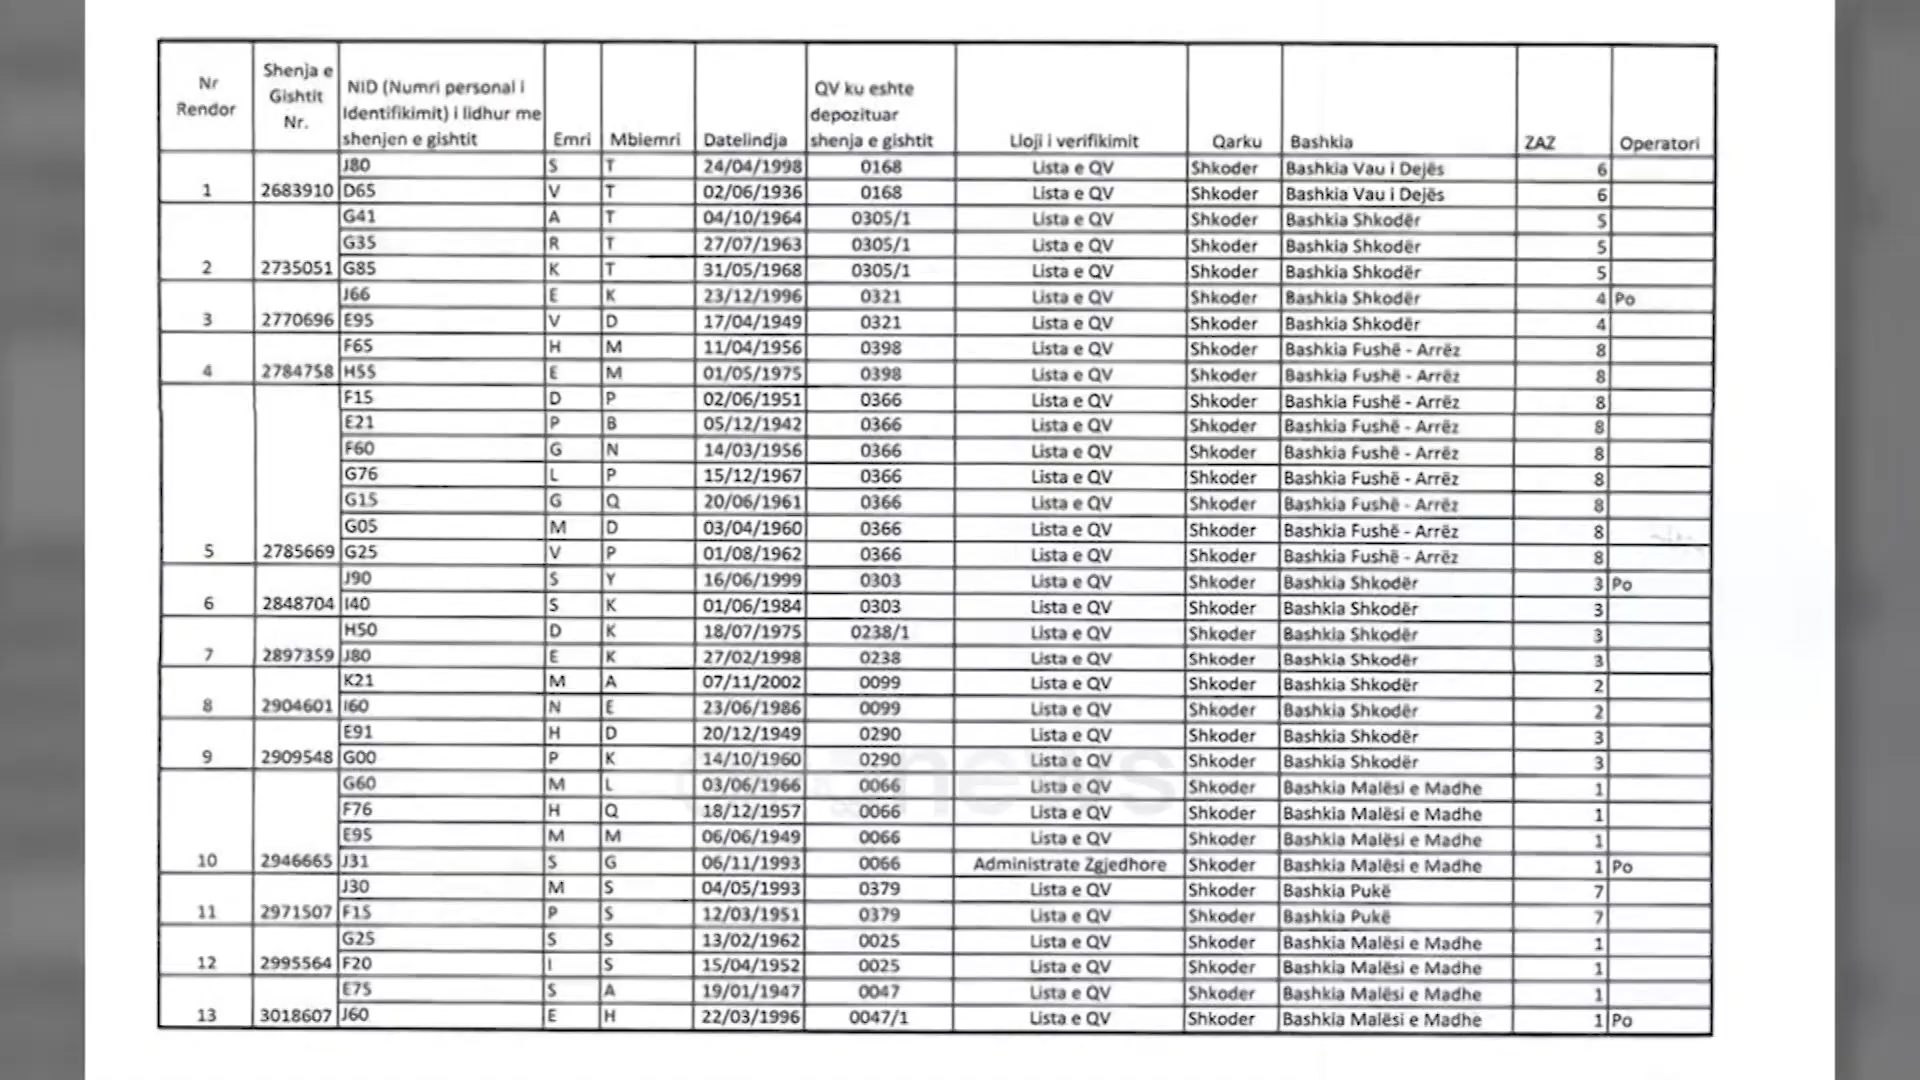 Nr Rendor | Shenja e Gishtit Nr. | NID (Numri personal i Identifikimit) i lidhur me shenjen e gishtit | Emri | Mbiemri | Datelindja | QV ku eshte depozituar shenja e gishtit | Lloji i verifikimit | Qarku | Bashkia | ZAZ | Operatori
J80 S T 24/04/1998 0168 Lista e QV Shkoder Bashkia Vau i Dejës 6
1 2683910 D65 V T 02/06/1936 0168 Lista e QV Shkoder Bashkia Vau i Dejës 6
G41 A T 04/10/1964 0305/1 Lista e QV Shkoder Bashkia Shkodër 5
G35 R T 27/07/1963 0305/1 Lista e QV Shkoder Bashkia Shkodër 5
2 2735051 G85 K T 31/05/1968 0305/1 Lista e QV Shkoder Bashkia Shkodër 5
J66 E K 23/12/1996 0321 Lista e QV Shkoder Bashkia Shkodër 4 Po
3 2770696 E95 V D 17/04/1949 0321 Lista e QV Shkoder Bashkia Shkodër 4
F65 H M 11/04/1956 0398 Lista e QV Shkoder Bashkia Fushë - Arrëz 8
4 2784758 H55 E M 01/05/1975 0398 Lista e QV Shkoder Bashkia Fushë - Arrëz 8
F15 D P 02/06/1951 0366 Lista e QV Shkoder Bashkia Fushë - Arrëz 8
E21 P B 05/12/1942 0366 Lista e QV Shkoder Bashkia Fushë - Arrëz 8
F60 G N 14/03/1956 0366 Lista e QV Shkoder Bashkia Fushë - Arrëz 8
G76 L P 15/12/1967 0366 Lista e QV Shkoder Bashkia Fushë - Arrëz 8
G15 G Q 20/06/1961 0366 Lista e QV Shkoder Bashkia Fushë - Arrëz 8
G05 M D 03/04/1960 0366 Lista e QV Shkoder Bashkia Fushë - Arrëz 8
5 2785669 G25 V P 01/08/1962 0366 Lista e QV Shkoder Bashkia Fushë - Arrëz 8
J90 S Y 16/06/1999 0303 Lista e QV Shkoder Bashkia Shkodër 3 Po
6 2848704 I40 S K 01/06/1984 0303 Lista e QV Shkoder Bashkia Shkodër 3
H50 D K 18/07/1975 0238/1 Lista e QV Shkoder Bashkia Shkodër 3
7 2897359 J80 E K 27/02/1998 0238 Lista e QV Shkoder Bashkia Shkodër 3
K21 M A 07/11/2002 0099 Lista e QV Shkoder Bashkia Shkodër 2
8 2904601 I60 N E 23/06/1986 0099 Lista e QV Shkoder Bashkia Shkodër 2
E91 H D 20/12/1949 0290 Lista e QV Shkoder Bashkia Shkodër 3
9 2909548 G00 P K 14/10/1960 0290 Lista e QV Shkoder Bashkia Shkodër 3
G60 M L 03/06/1966 0066 Lista e QV Shkoder Bashkia Malësi e Madhe 1
F76 H Q 18/12/1957 0066 Lista e QV Shkoder Bashkia Malësi e Madhe 1
E95 M M 06/06/1949 0066 Lista e QV Shkoder Bashkia Malësi e Madhe 1
10 2946665 J31 S G 06/11/1993 0066 Administrate Zgjedhore Shkoder Bashkia Malësi e Madhe 1 Po
J30 M S 04/05/1993 0379 Lista e QV Shkoder Bashkia Pukë 7
11 2971507 F15 P S 12/03/1951 0379 Lista e QV Shkoder Bashkia Pukë 7
G25 S S 13/02/1962 0025 Lista e QV Shkoder Bashkia Malësi e Madhe 1
12 2995564 F20 I S 15/04/1952 0025 Lista e QV Shkoder Bashkia Malësi e Madhe 1
E75 S A 19/01/1947 0047 Lista e QV Shkoder Bashkia Malësi e Madhe 1
13 3018607 J60 E H 22/03/1996 0047/1 Lista e QV Shkoder Bashkia Malësi e Madhe 1 Po
news